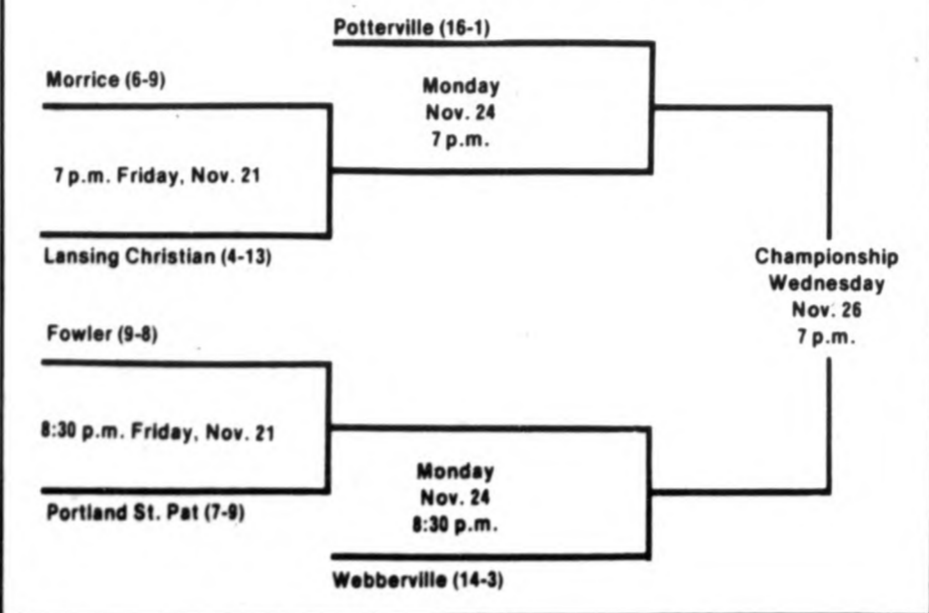 Potterville (16-1)
Morrice (6-9)
Monday
Nov. 24
7 p.m.
7 p.m. Friday, Nov. 21
Lansing Christian (4-13)
Championship
Wednesday
Nov. 26
7 p.m.
Fowler (9-8)
8:30 p.m. Friday, Nov. 21
Monday
Nov. 24
8:30 p.m.
Portland St. Pat (7-9)
Webberville (14-3)